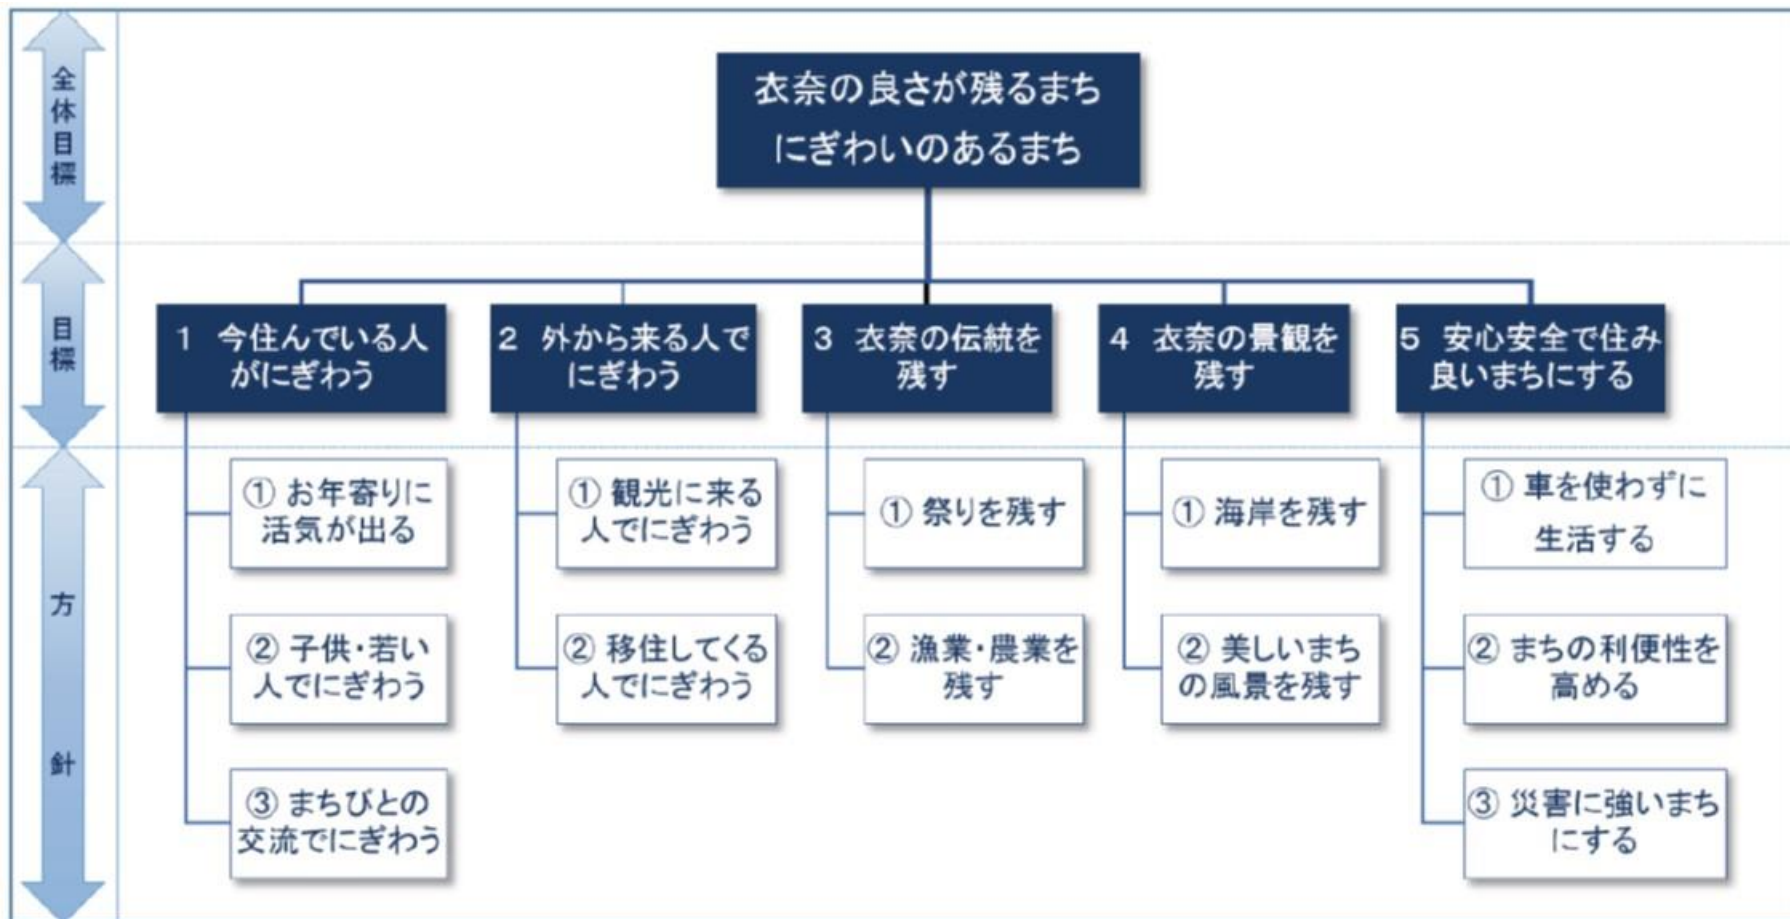 全体目標
衣奈の良さが残るまち
にぎわいのあるまち
目標
1 今住んでいる人
がにぎわう
2 外から来る人で
にぎわう
3 衣奈の伝統を
残す
4 衣奈の景観を
残す
5 安心安全で住み
良いまちにする
方針
① お年寄りに
活気が出る
② 子供・若い
人でにぎわう
③ まちびとの
交流でにぎわう
① 観光に来る
人でにぎわう
② 移住してくる
人でにぎわう
① 祭りを残す
② 漁業・農業を
残す
① 海岸を残す
② 美しいまち
の風景を残す
① 車を使わずに
生活する
② まちの利便性を
高める
③ 災害に強いまち
にする